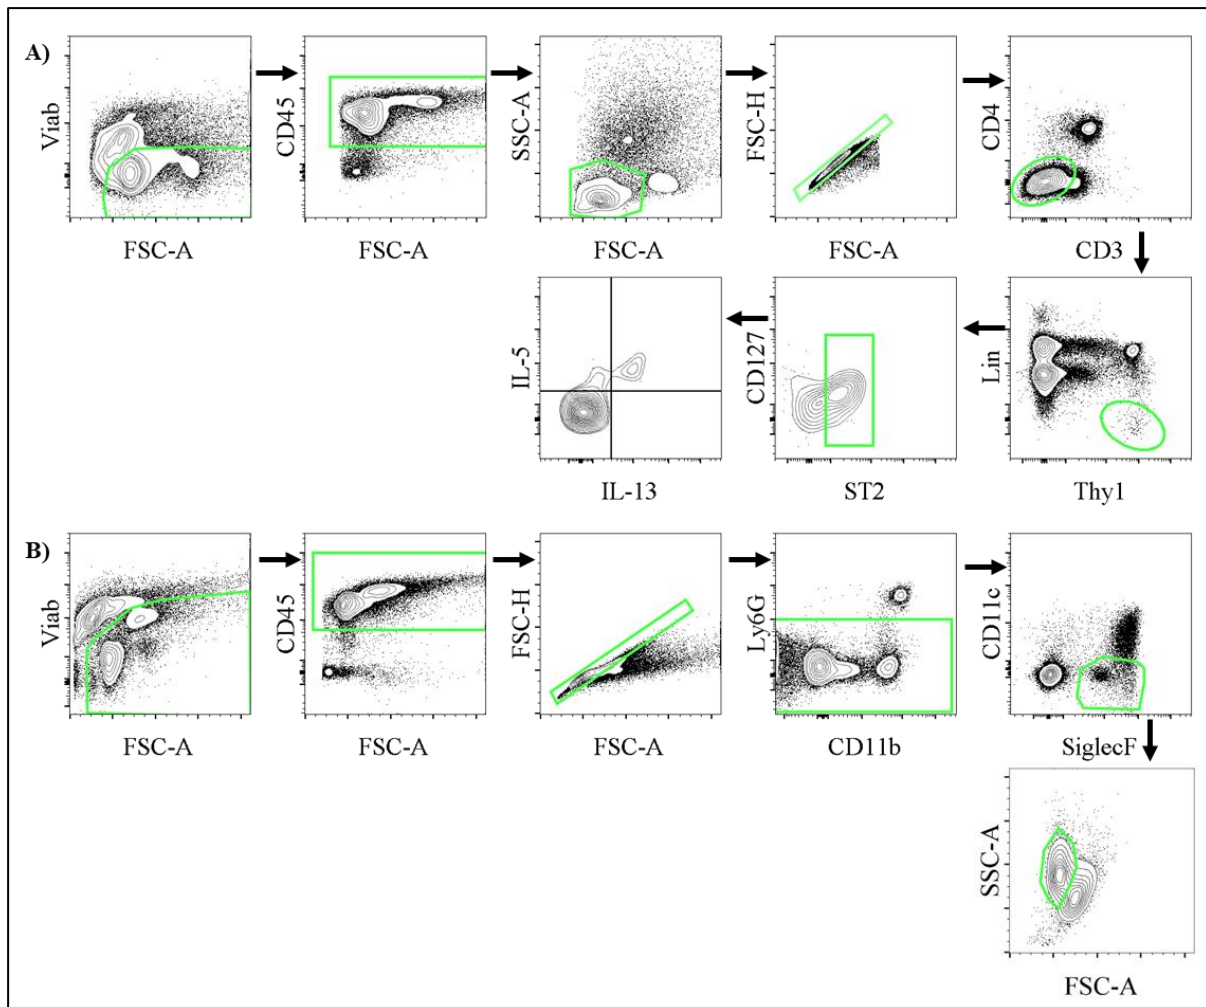 A)
Viab
FSC-A
CD45
FSC-A
SSC-A
FSC-A
FSC-H
FSC-A
CD4
CD3
IL-5
IL-13
CD127
ST2
Lin
Thy1
B)
Viab
FSC-A
CD45
FSC-A
FSC-H
FSC-A
Ly6G
CD11b
CD11c
SiglecF
SSC-A
FSC-A